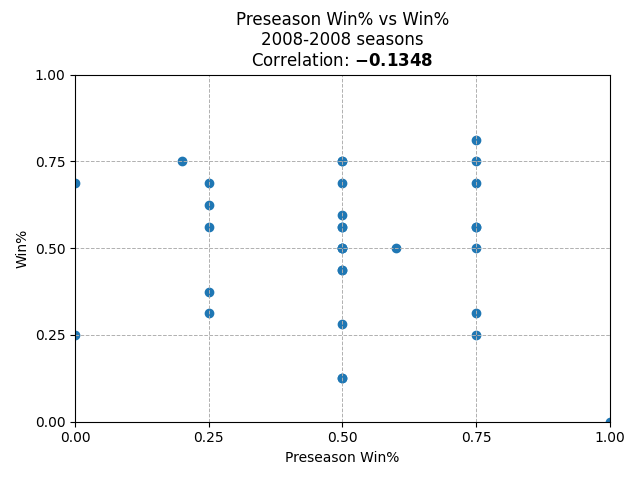 Preseason Win% vs Win%
2008-2008 seasons
Correlation: −0.1348
1.00
0.75
0.50
0.25
0.00
Win%
0.00 0.25 0.50 0.75 1.00
Preseason Win%